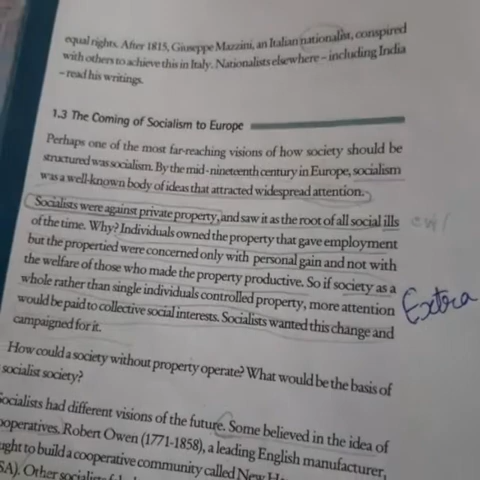 equal rights. After 1815, Giuseppe Mazzini, an Italian nationalist, conspired
with others to achieve this in Italy. Nationalists elsewhere – including India
– read his writings.
1.3 The Coming of Socialism to Europe
Perhaps one of the most far-reaching visions of how society should be
structured was socialism. By the mid-nineteenth century in Europe, socialism
was a well-known body of ideas that attracted widespread attention.
Socialists were against private property, and saw it as the root of all social ills evil
of the time. Why? Individuals owned the property that gave employment
but the propertied were concerned only with personal gain and not with
the welfare of those who made the property productive. So if society as a
whole rather than single individuals controlled property, more attention Extra
would be paid to collective social interests. Socialists wanted this change and
campaigned for it.
How could a society without property operate? What would be the basis of
socialist society?
Socialists had different visions of the future. Some believed in the idea of
operatives. Robert Owen (1771-1858), a leading English manufacturer,
ught to build a cooperative community called New
SA). Other